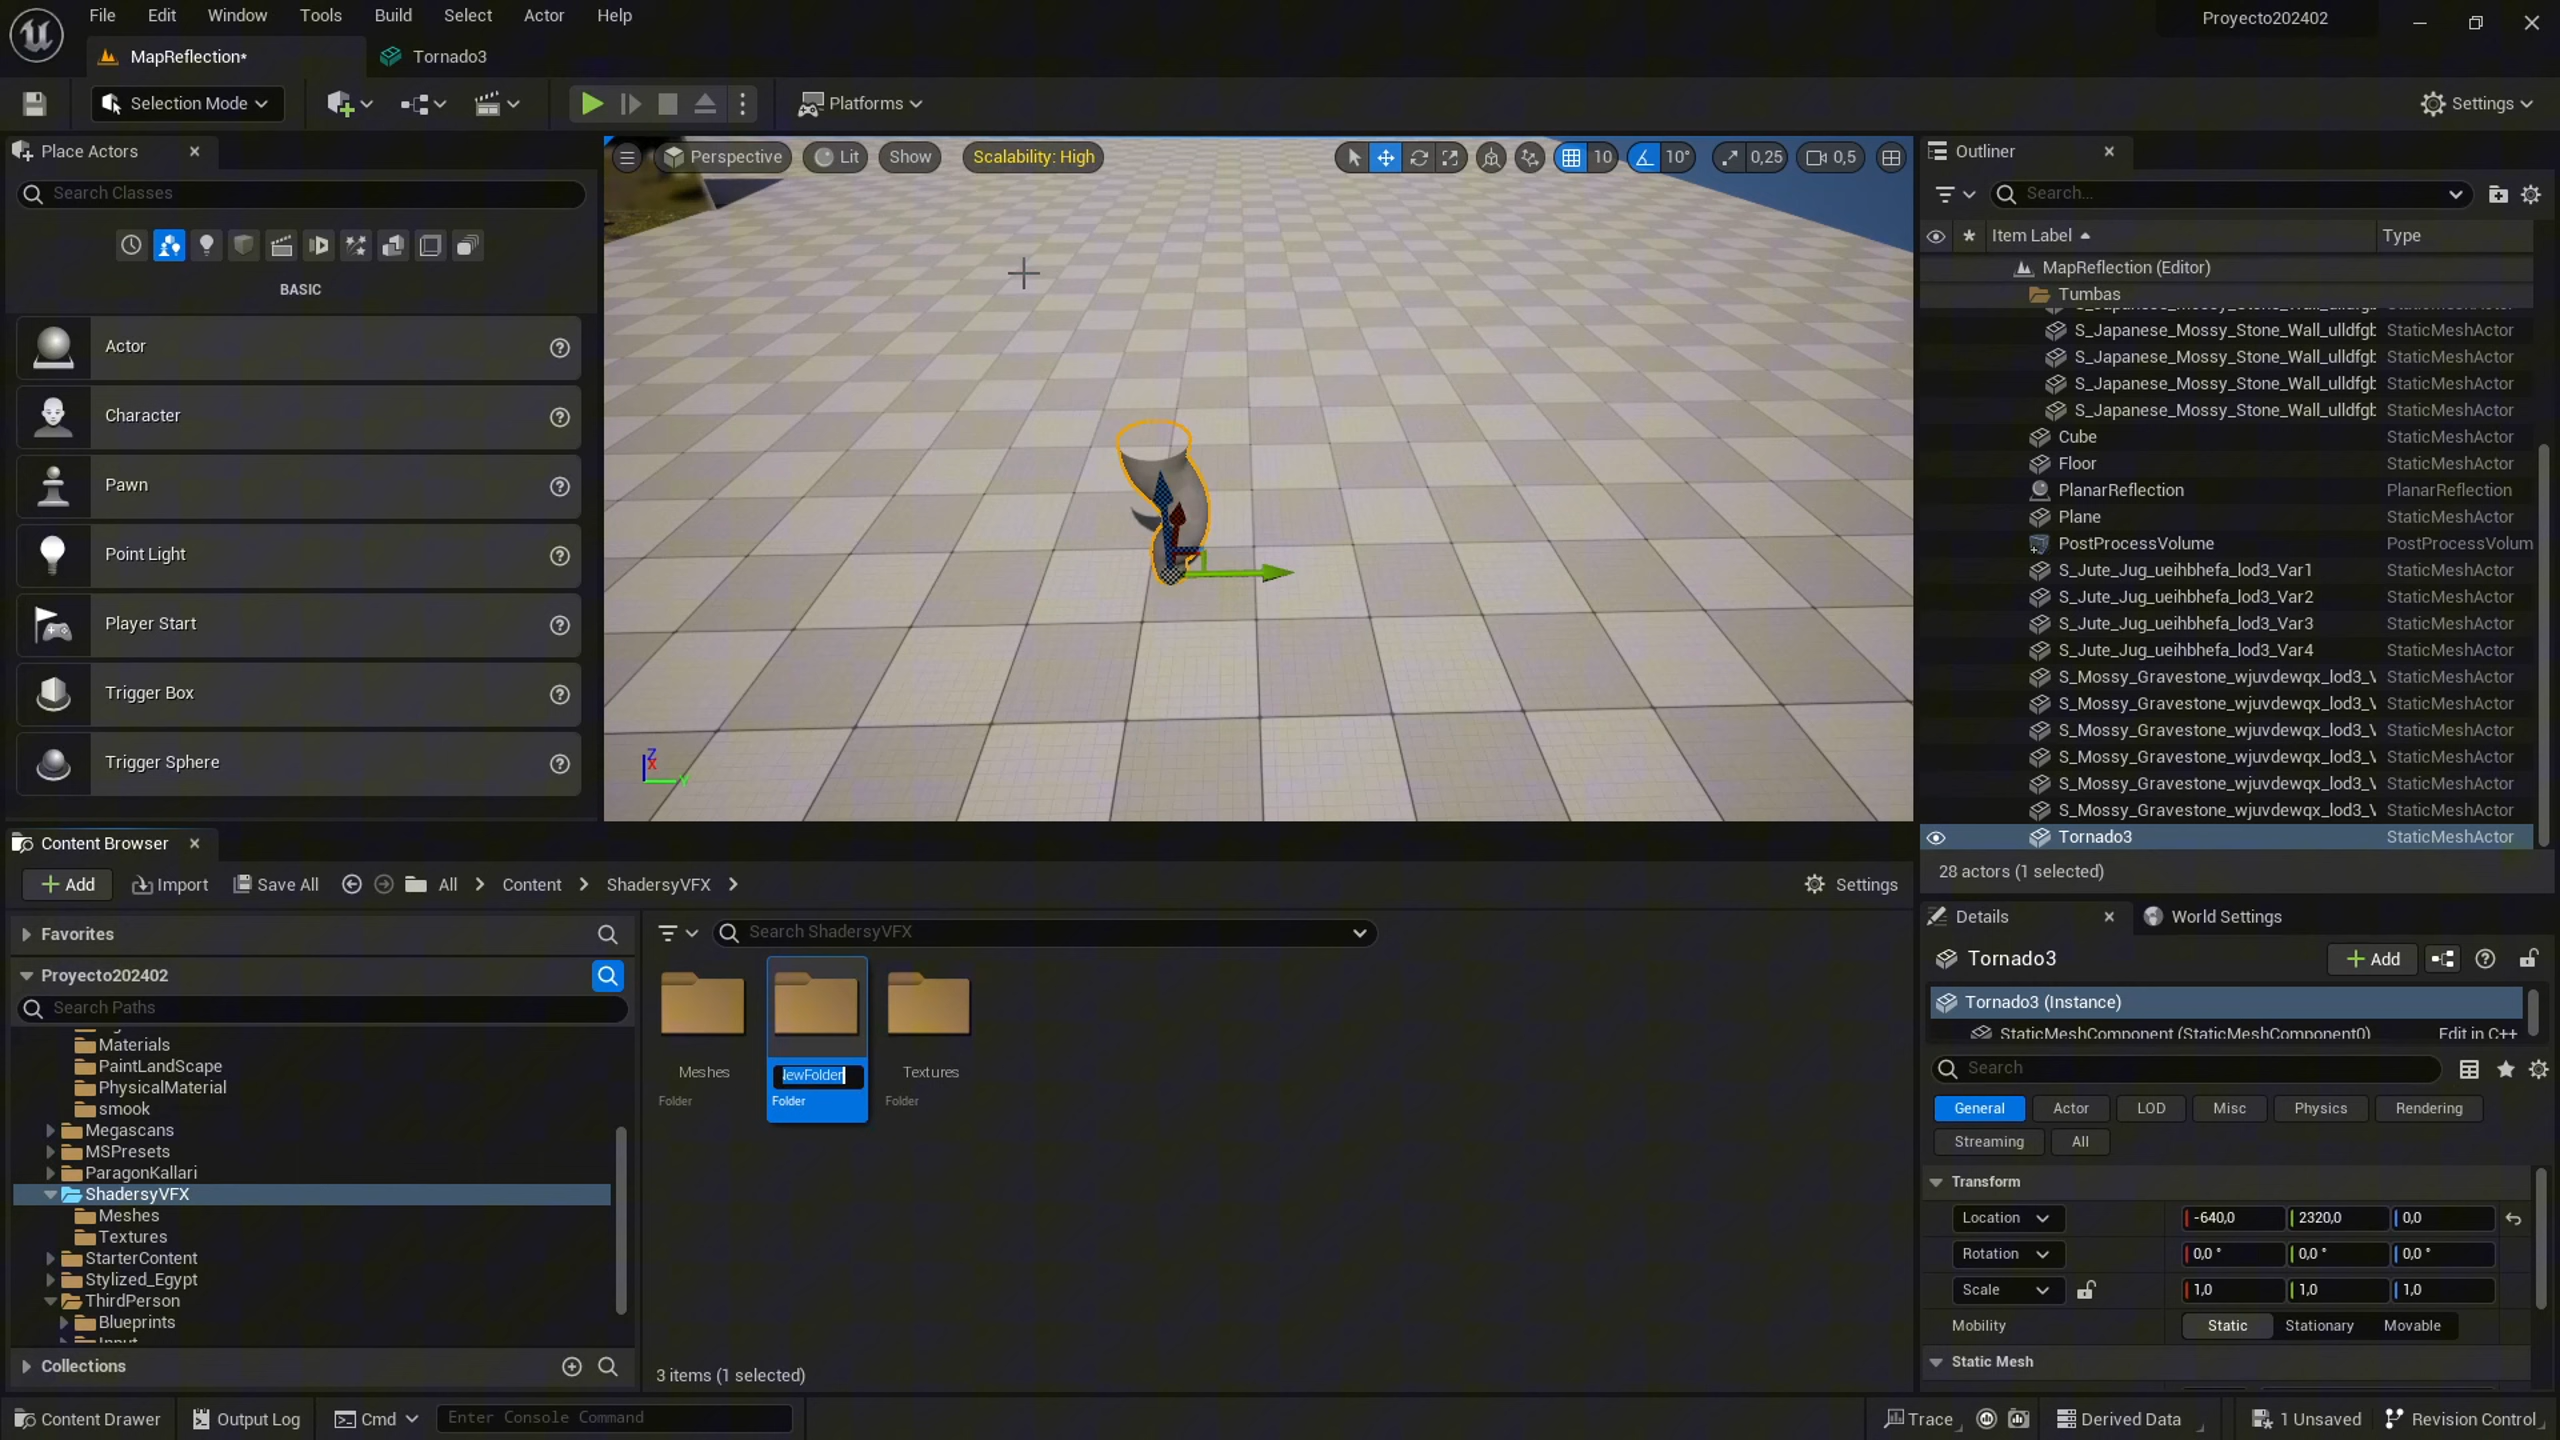 File Edit Window Tools Build Select Actor Help
Proyecto202402
MapReflection*
Tornado3
Selection Mode
Platforms
Settings
Place Actors
Search Classes
BASIC
Actor
Character
Pawn
Point Light
Player Start
Trigger Box
Trigger Sphere
Perspective
Lit
Show
Scalability: High
10
10°
0,25
0,5
Z
X
Y
Outliner
Search...
Item Label
Type
MapReflection (Editor)
Tumbas
S_Japanese_Mossy_Stone_Wall_ulldfgb StaticMeshActor
S_Japanese_Mossy_Stone_Wall_ulldfgb StaticMeshActor
S_Japanese_Mossy_Stone_Wall_ulldfgb StaticMeshActor
S_Japanese_Mossy_Stone_Wall_ulldfgb StaticMeshActor
Cube StaticMeshActor
Floor StaticMeshActor
PlanarReflection PlanarReflection
Plane StaticMeshActor
PostProcessVolume PostProcessVolum
S_Jute_Jug_ueihbhefa_lod3_Var1 StaticMeshActor
S_Jute_Jug_ueihbhefa_lod3_Var2 StaticMeshActor
S_Jute_Jug_ueihbhefa_lod3_Var3 StaticMeshActor
S_Jute_Jug_ueihbhefa_lod3_Var4 StaticMeshActor
S_Mossy_Gravestone_wjuvdewqx_lod3_V StaticMeshActor
S_Mossy_Gravestone_wjuvdewqx_lod3_V StaticMeshActor
S_Mossy_Gravestone_wjuvdewqx_lod3_V StaticMeshActor
S_Mossy_Gravestone_wjuvdewqx_lod3_V StaticMeshActor
S_Mossy_Gravestone_wjuvdewqx_lod3_V StaticMeshActor
S_Mossy_Gravestone_wjuvdewqx_lod3_V StaticMeshActor
Tornado3 StaticMeshActor
28 actors (1 selected)
Content Browser
Add
Import
Save All
All
Content
ShadersyVFX
Settings
Favorites
Proyecto202402
Search Paths
Materials
PaintLandScape
PhysicalMaterial
smook
Megascans
MSPresets
ParagonKallari
ShadersyVFX
Meshes
Textures
StarterContent
Stylized_Egypt
ThirdPerson
Blueprints
Collections
Search ShadersyVFX
Meshes
Folder
ewFolder
Folder
Textures
Folder
3 items (1 selected)
Details
World Settings
Tornado3
Add
Tornado3 (Instance)
StaticMeshComponent (StaticMeshComponent0) Edit in C++
Search
General Actor LOD Misc Physics Rendering
Streaming All
Transform
Location -640,0 2320,0 0,0
Rotation 0,0 ° 0,0 ° 0,0 °
Scale 1,0 1,0 1,0
Mobility Static Stationary Movable
Static Mesh
Content Drawer
Output Log
Cmd
Enter Console Command
Trace
Derived Data
1 Unsaved
Revision Control